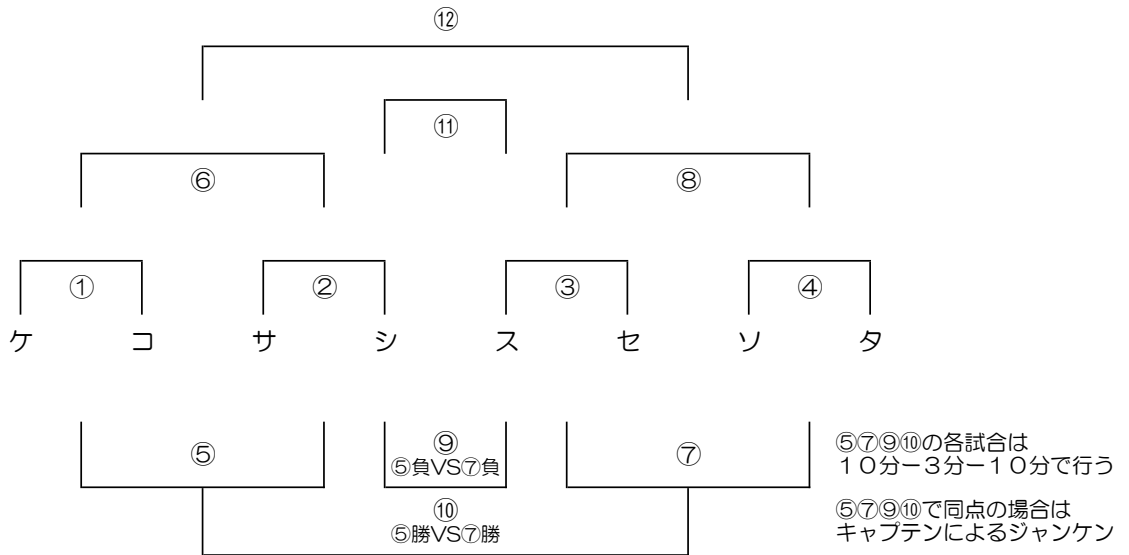 ⑫
⑪
⑥
⑧
①
②
③
④
ケ
コ
サ
シ
ス
セ
ソ
タ
⑤
⑨
⑤負VS⑦負
⑦
⑩
⑤勝VS⑦勝
⑤⑦⑨⑩の各試合は
１０分ー３分ー１０分で行う
⑤⑦⑨⑩で同点の場合は
キャプテンによるジャンケン